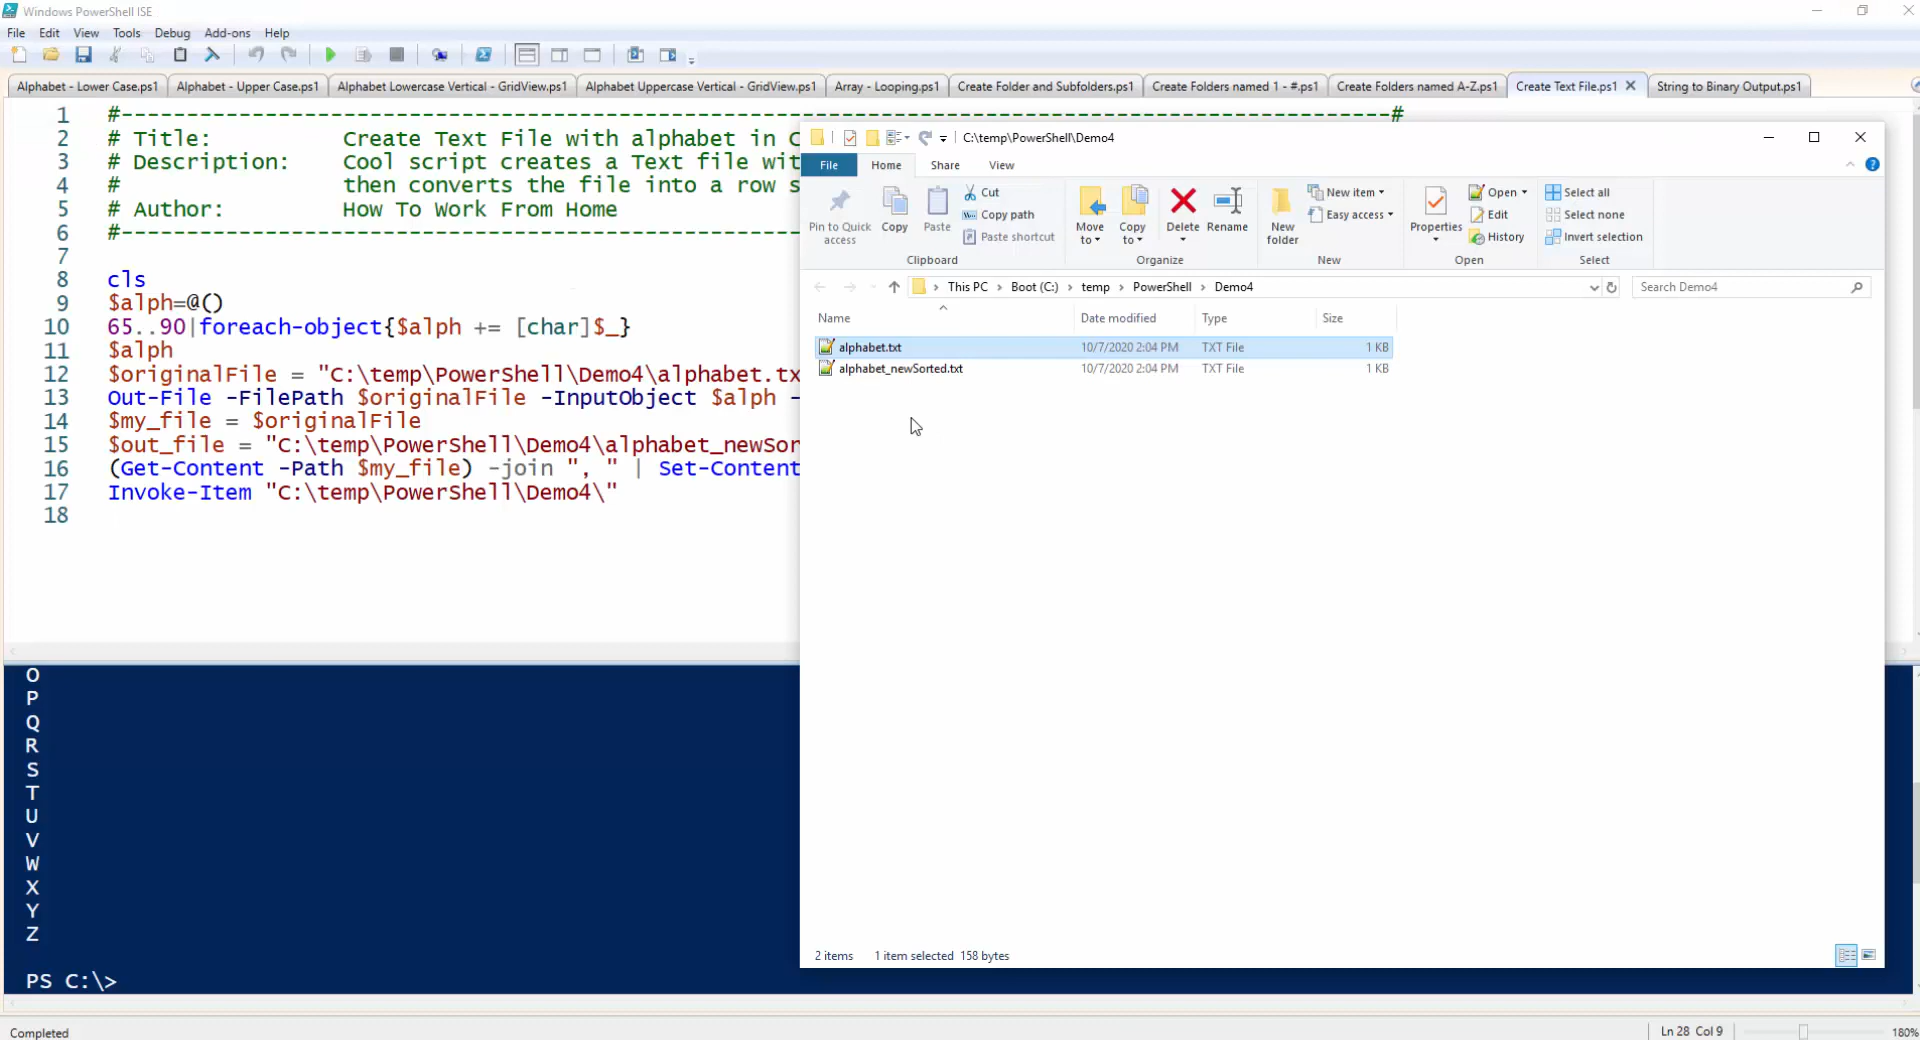 Windows PowerShell ISE
File Edit View Tools Debug Add-ons Help
Alphabet - Lower Case.ps1 Alphabet - Upper Case.ps1 Alphabet Lowercase Vertical - GridView.ps1 Alphabet Uppercase Vertical - GridView.ps1 Array - Looping.ps1 Create Folder and Subfolders.ps1 Create Folders named 1 - #.ps1 Create Folders named A-Z.ps1 Create Text File.ps1 String to Binary Output.ps1
1 #-----------------------------------------------------------------------------------#
2 # Title: Create Text File with alphabet in C
3 # Description: Cool script creates a Text file wit
4 # then converts the file into a row s
5 # Author: How To Work From Home
6 #-----------------------------------------------------
7
8 cls
9 $alph=@()
10 65..90|foreach-object{$alph += [char]$_}
11 $alph
12 $originalFile = "C:\temp\PowerShell\Demo4\alphabet.tx
13 Out-File -FilePath $originalFile -InputObject $alph -
14 $my_file = $originalFile
15 $out_file = "C:\temp\PowerShell\Demo4\alphabet_newSor
16 (Get-Content -Path $my_file) -join ", " | Set-Content
17 Invoke-Item "C:\temp\PowerShell\Demo4\"
18
O
P
Q
R
S
T
U
V
W
X
Y
Z
PS C:\>
Completed
Ln 28 Col 9
180%
C:\temp\PowerShell\Demo4
File Home Share View
Pin to Quick access
Copy
Paste
Cut
Copy path
Paste shortcut
Clipboard
Move to
Copy to
Delete
Rename
Organize
New folder
New item
Easy access
New
Properties
Open
Edit
History
Open
Select all
Select none
Invert selection
Select
This PC > Boot (C:) > temp > PowerShell > Demo4
Search Demo4
Name Date modified Type Size
alphabet.txt 10/7/2020 2:04 PM TXT File 1 KB
alphabet_newSorted.txt 10/7/2020 2:04 PM TXT File 1 KB
2 items 1 item selected 158 bytes